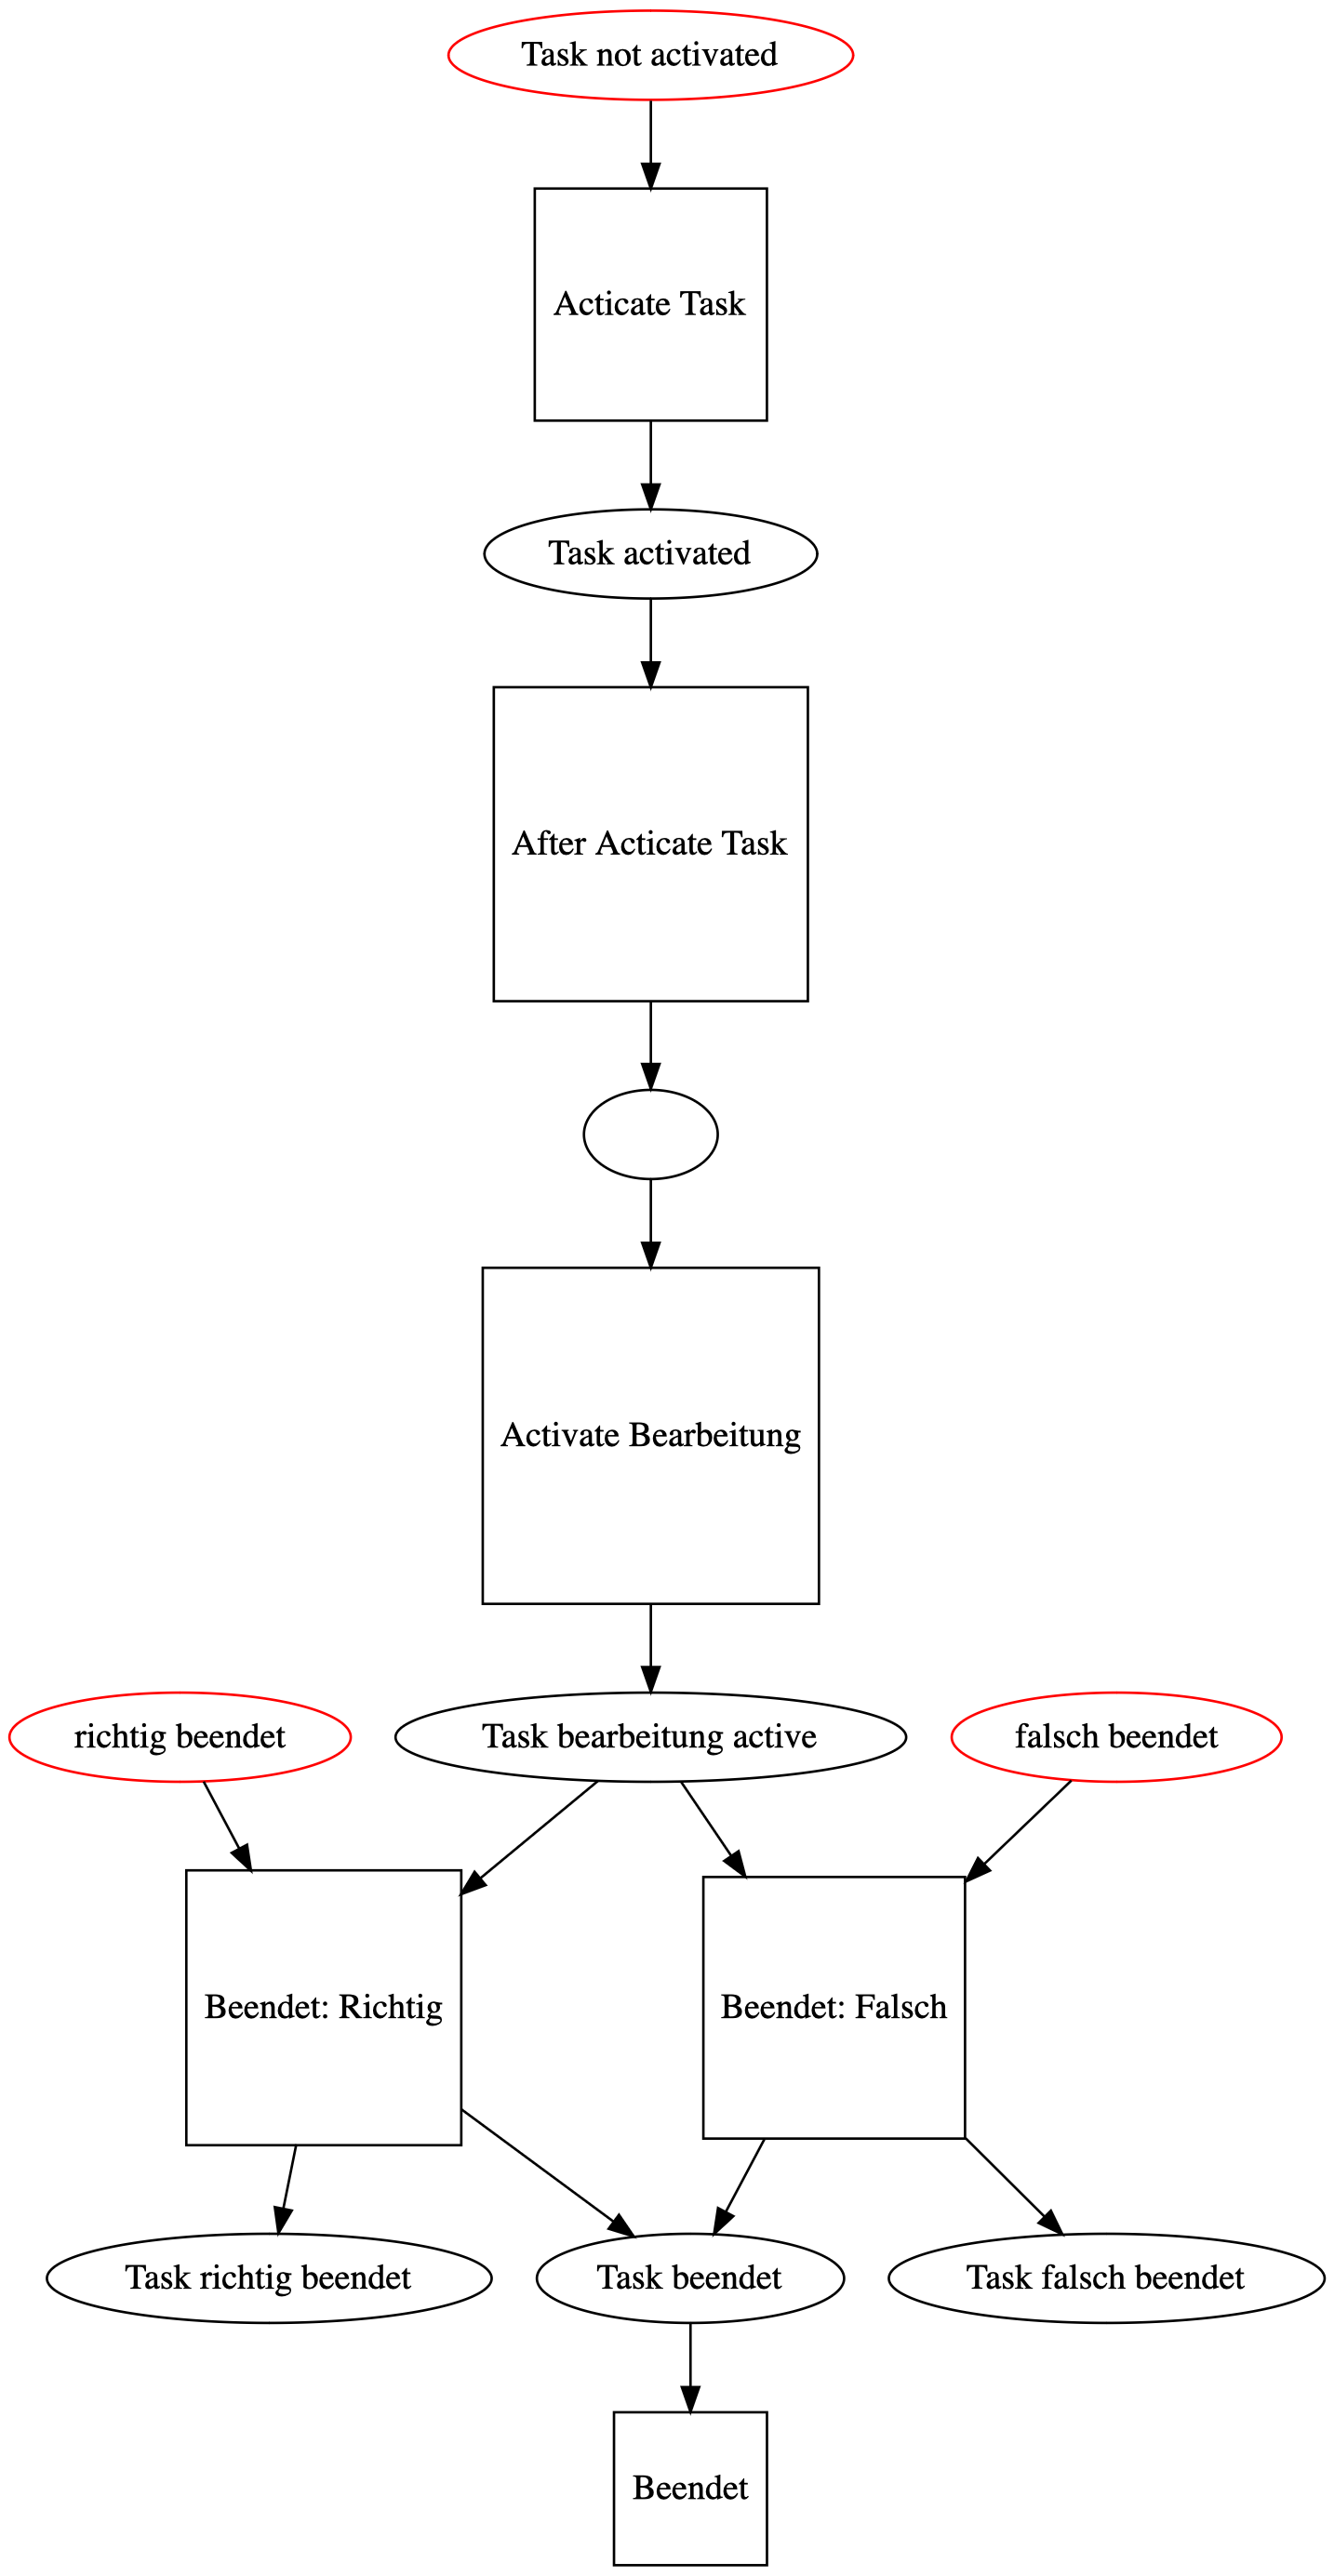 Task not activated
Acticate Task
Task activated
After Acticate Task
Activate Bearbeitung
richtig beendet
Task bearbeitung active
falsch beendet
Beendet: Richtig
Beendet: Falsch
Task richtig beendet
Task beendet
Task falsch beendet
Beendet